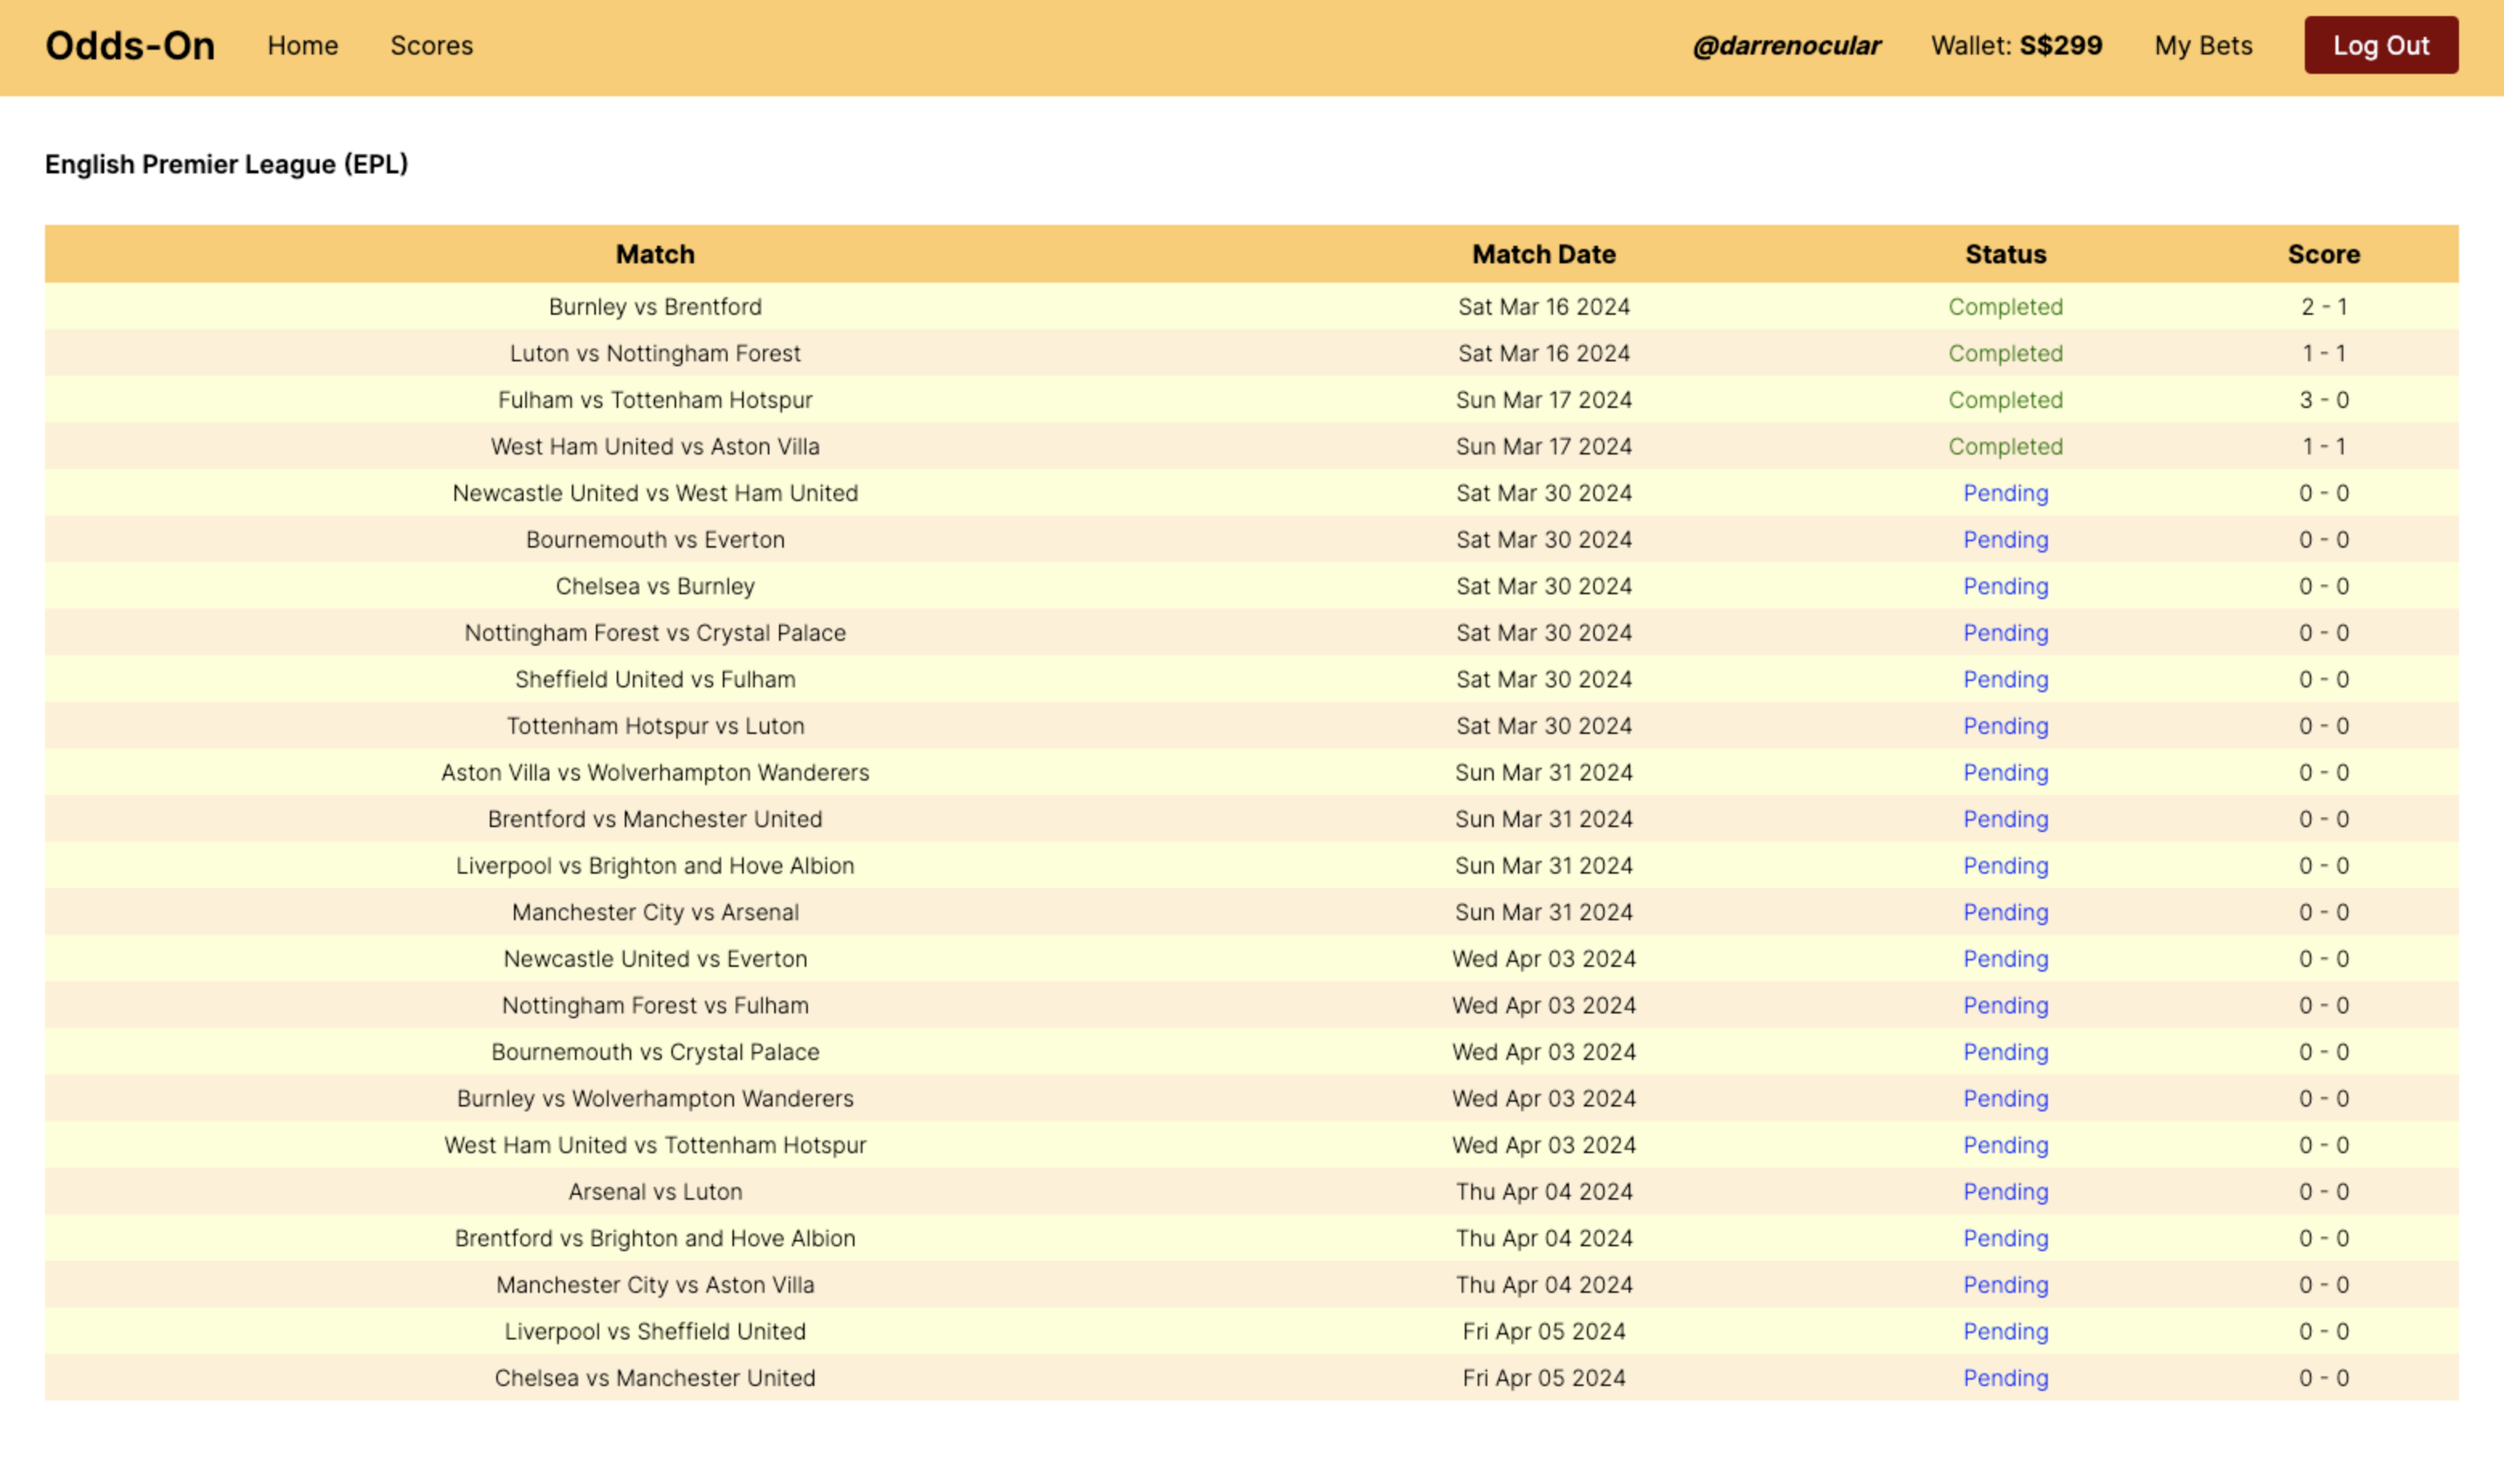 Odds-On Home Scores @darrenocular Wallet: S$299 My Bets Log Out
English Premier League (EPL)
Match Match Date Status Score
Burnley vs Brentford Sat Mar 16 2024 Completed 2 - 1
Luton vs Nottingham Forest Sat Mar 16 2024 Completed 1 - 1
Fulham vs Tottenham Hotspur Sun Mar 17 2024 Completed 3 - 0
West Ham United vs Aston Villa Sun Mar 17 2024 Completed 1 - 1
Newcastle United vs West Ham United Sat Mar 30 2024 Pending 0 - 0
Bournemouth vs Everton Sat Mar 30 2024 Pending 0 - 0
Chelsea vs Burnley Sat Mar 30 2024 Pending 0 - 0
Nottingham Forest vs Crystal Palace Sat Mar 30 2024 Pending 0 - 0
Sheffield United vs Fulham Sat Mar 30 2024 Pending 0 - 0
Tottenham Hotspur vs Luton Sat Mar 30 2024 Pending 0 - 0
Aston Villa vs Wolverhampton Wanderers Sun Mar 31 2024 Pending 0 - 0
Brentford vs Manchester United Sun Mar 31 2024 Pending 0 - 0
Liverpool vs Brighton and Hove Albion Sun Mar 31 2024 Pending 0 - 0
Manchester City vs Arsenal Sun Mar 31 2024 Pending 0 - 0
Newcastle United vs Everton Wed Apr 03 2024 Pending 0 - 0
Nottingham Forest vs Fulham Wed Apr 03 2024 Pending 0 - 0
Bournemouth vs Crystal Palace Wed Apr 03 2024 Pending 0 - 0
Burnley vs Wolverhampton Wanderers Wed Apr 03 2024 Pending 0 - 0
West Ham United vs Tottenham Hotspur Wed Apr 03 2024 Pending 0 - 0
Arsenal vs Luton Thu Apr 04 2024 Pending 0 - 0
Brentford vs Brighton and Hove Albion Thu Apr 04 2024 Pending 0 - 0
Manchester City vs Aston Villa Thu Apr 04 2024 Pending 0 - 0
Liverpool vs Sheffield United Fri Apr 05 2024 Pending 0 - 0
Chelsea vs Manchester United Fri Apr 05 2024 Pending 0 - 0